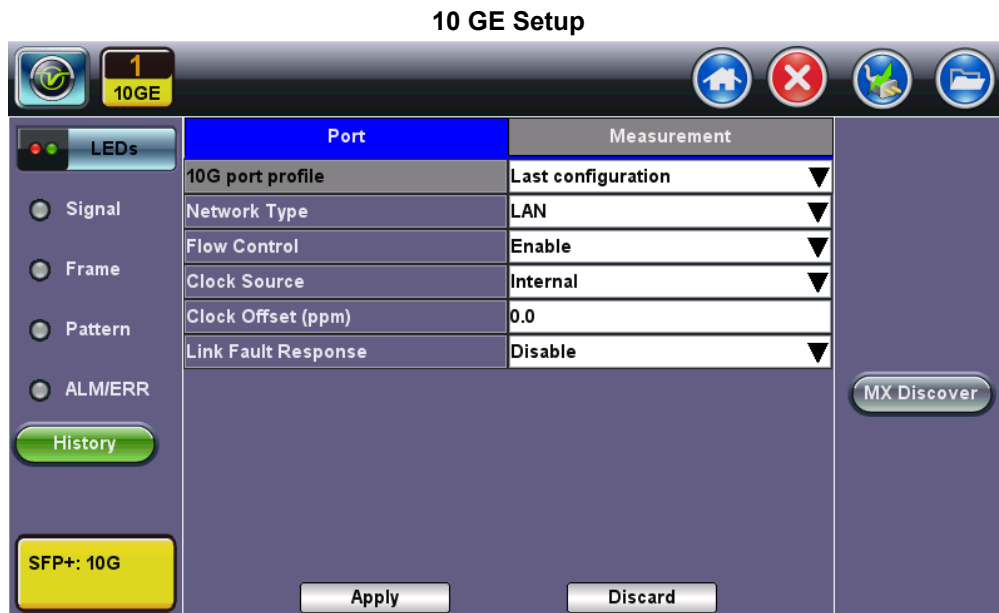 10 GE Setup
1
10GE
LEDs
Port
Measurement
10G port profile
Last configuration
Signal
Network Type
LAN
Flow Control
Enable
Frame
Clock Source
Internal
Clock Offset (ppm)
0.0
Pattern
Link Fault Response
Disable
ALM/ERR
MX Discover
History
SFP+: 10G
Apply
Discard